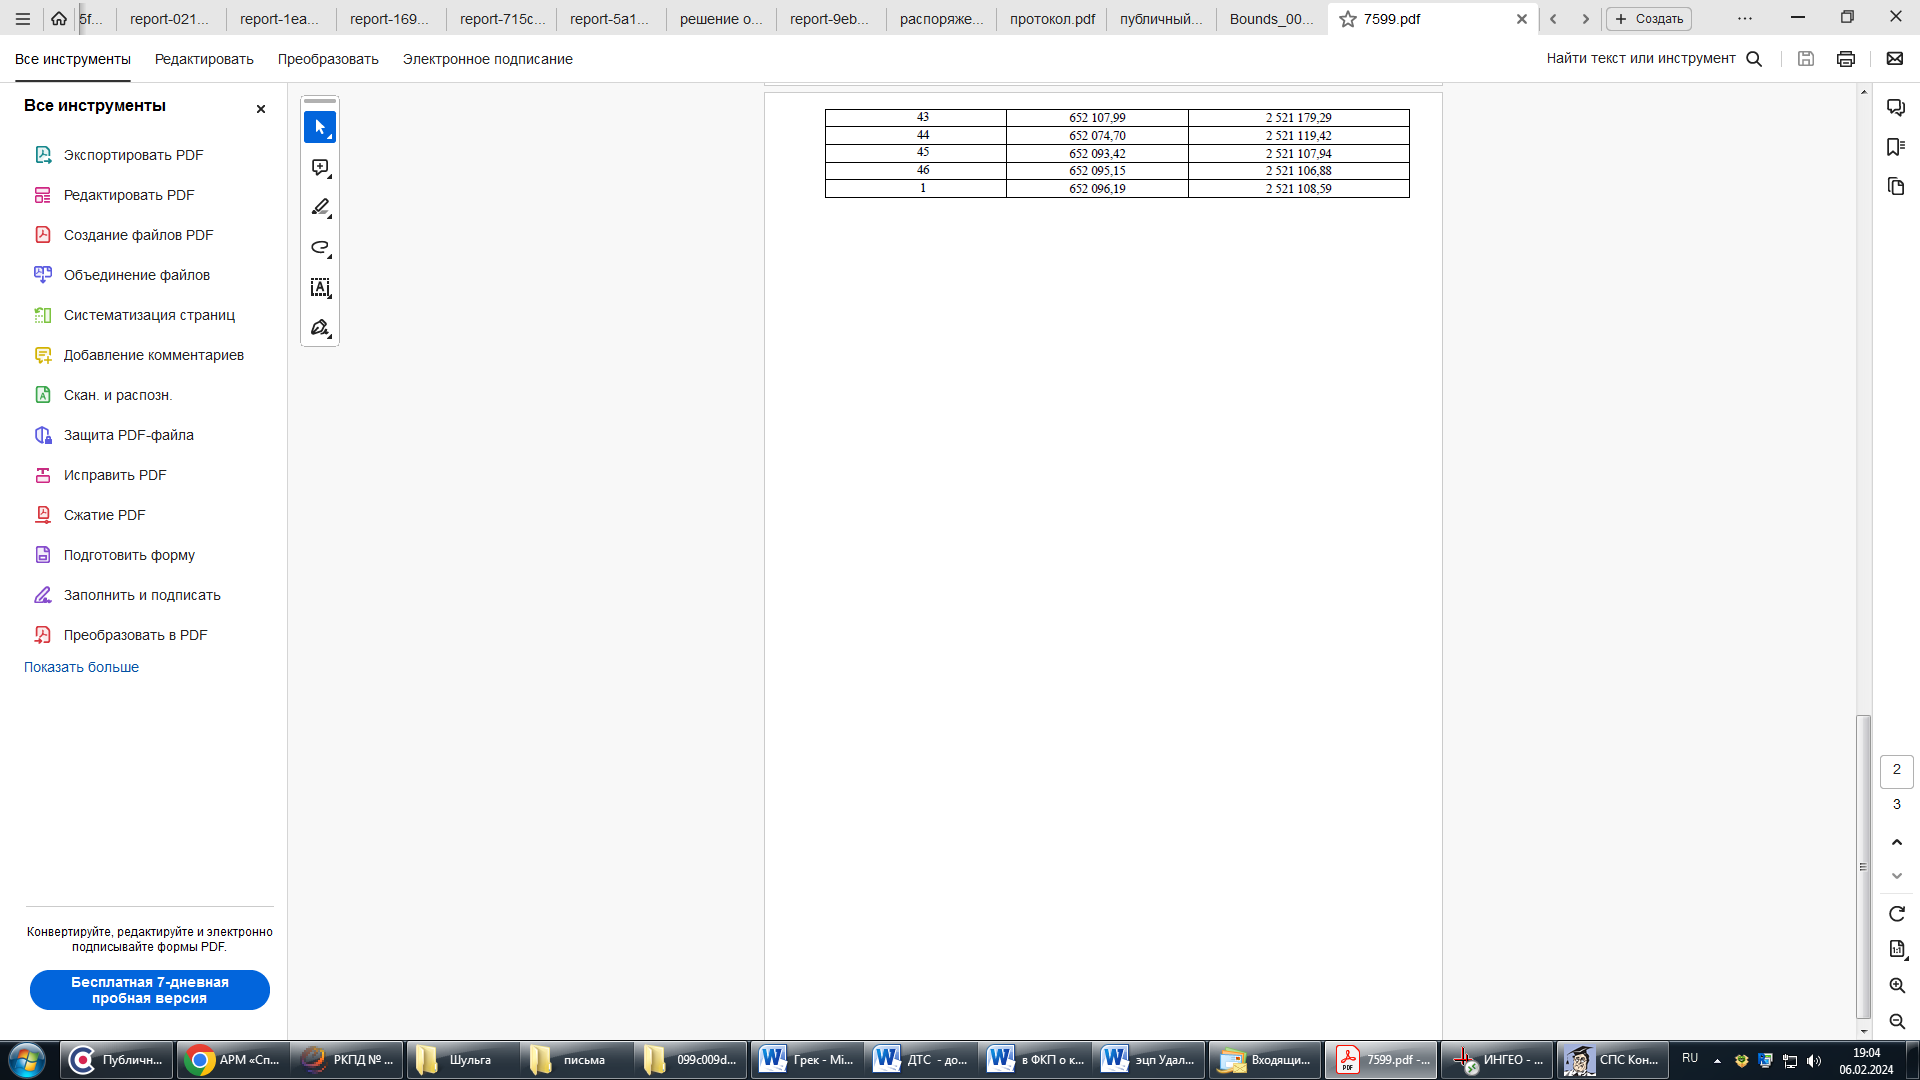 5f...
report-021...
report-1ea...
report-169...
report-715c...
report-5a1...
решение о...
report-9eb...
распоряже...
протокол.pdf
публичный...
Bounds_00...
7599.pdf
Создать
Все инструменты
Редактировать
Преобразовать
Электронное подписание
Найти текст или инструмент
Все инструменты
Экспортировать PDF
Редактировать PDF
Создание файлов PDF
Объединение файлов
Систематизация страниц
Добавление комментариев
Скан. и распозн.
Защита PDF-файла
Исправить PDF
Сжатие PDF
Подготовить форму
Заполнить и подписать
Преобразовать в PDF
Показать больше
Конвертируйте, редактируйте и электронно
подписывайте формы PDF.
Бесплатная 7-дневная
пробная версия
43 652 107,99 2 521 179,29
44 652 074,70 2 521 119,42
45 652 093,42 2 521 107,94
46 652 095,15 2 521 106,88
1 652 096,19 2 521 108,59
2
3
1:1
Публичн...
АРМ «Сп...
РКПД № ...
Шульга
письма
099c009d...
Грек - Mi...
ДТС - до...
в ФКП о к...
эцп Удал...
Входящи...
7599.pdf -...
ИНГЕО - ...
СПС Кон...
RU
19:04
06.02.2024